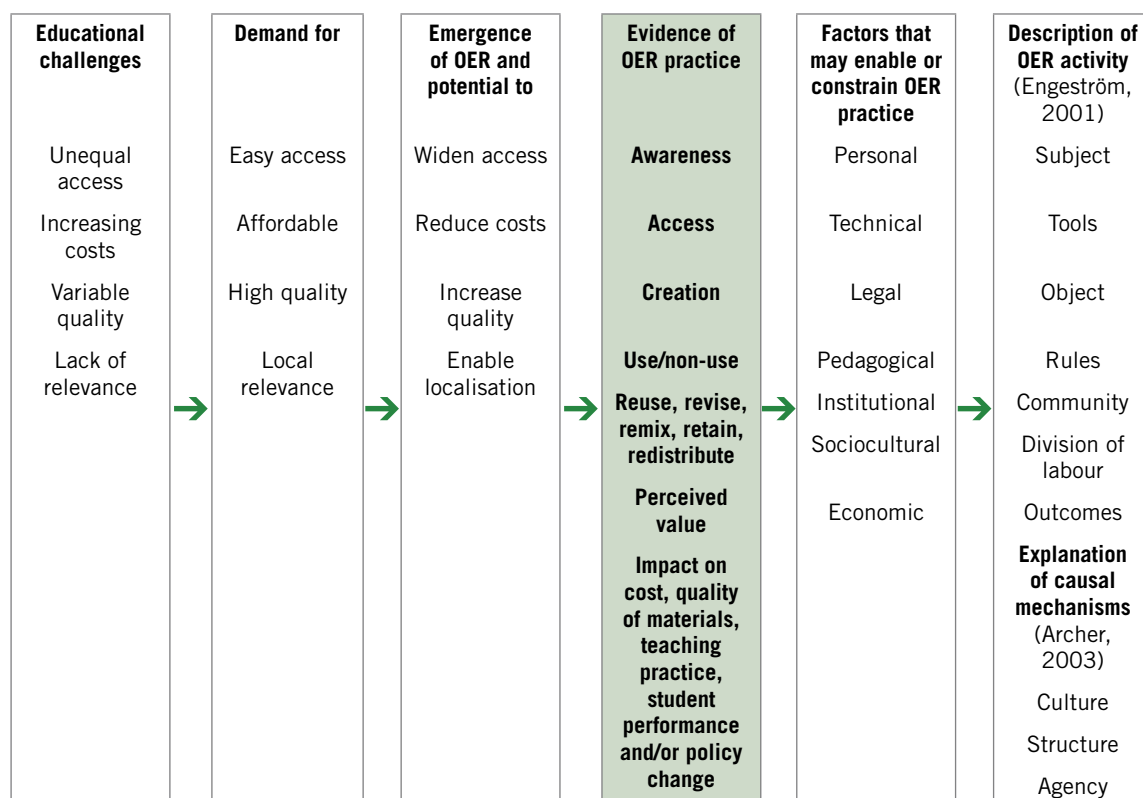 Educational
challenges
Unequal
access
Increasing
costs
Variable
quality
Lack of
relevance
Demand for
Easy access
Affordable
High quality
Local
relevance
Emergence
of OER and
potential to
Widen access
Reduce costs
Increase
quality
Enable
localisation
Evidence of
OER practice
Awareness
Access
Creation
Use/non-use
Reuse, revise,
remix, retain,
redistribute
Perceived
value
Impact on
cost, quality
of materials,
teaching
practice,
student
performance
and/or policy
change
Factors that
may enable or
constrain OER
practice
Personal
Technical
Legal
Pedagogical
Institutional
Sociocultural
Economic
Description of
OER activity
(Engeström,
2001)
Subject
Tools
Object
Rules
Community
Division of
labour
Outcomes
Explanation
of causal
mechanisms
(Archer,
2003)
Culture
Structure
Agency